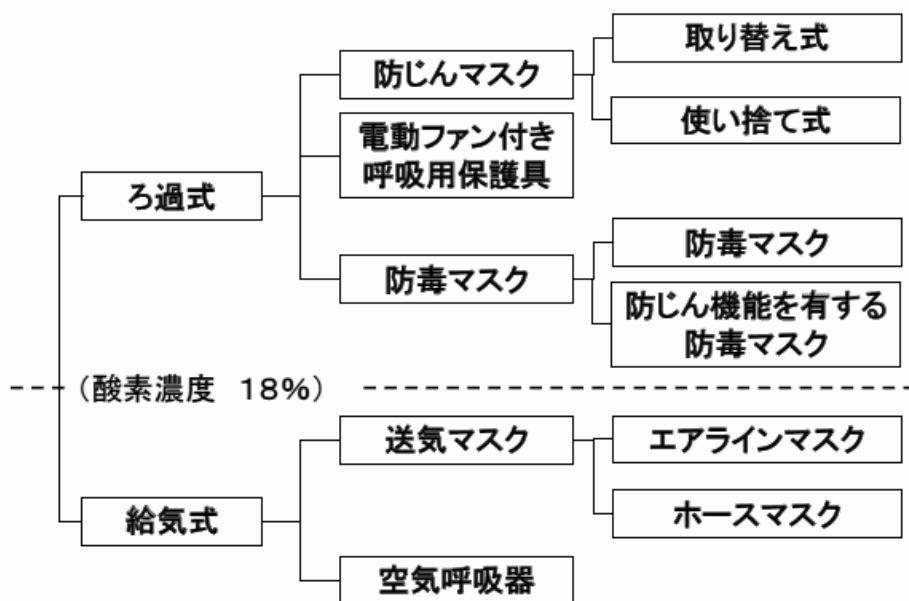 取り替え式
防じんマスク
使い捨て式
電動ファン付き
呼吸用保護具
ろ過式
防毒マスク
防毒マスク
防じん機能を有する
防毒マスク
(酸素濃度 18%)
送気マスク
エアラインマスク
給気式
ホースマスク
空気呼吸器